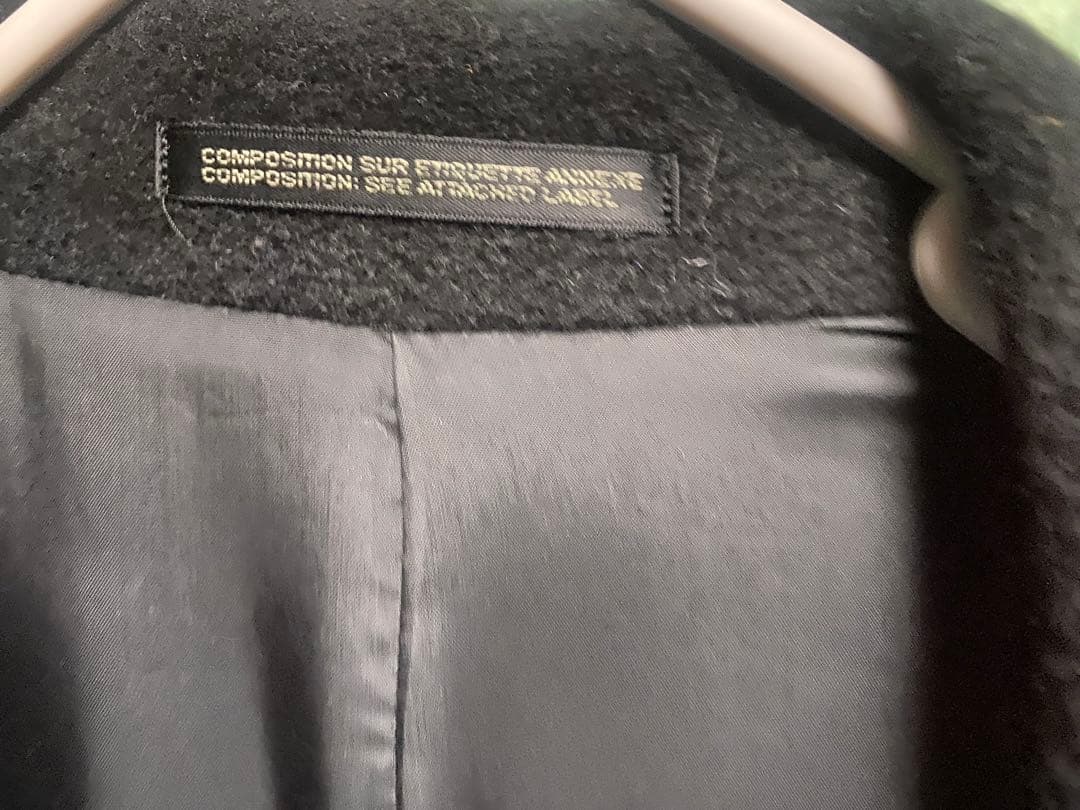 COMPOSITION SUR ETIQUETTE ANNEXE
COMPOSITION: SEE ATTACHED LABEL